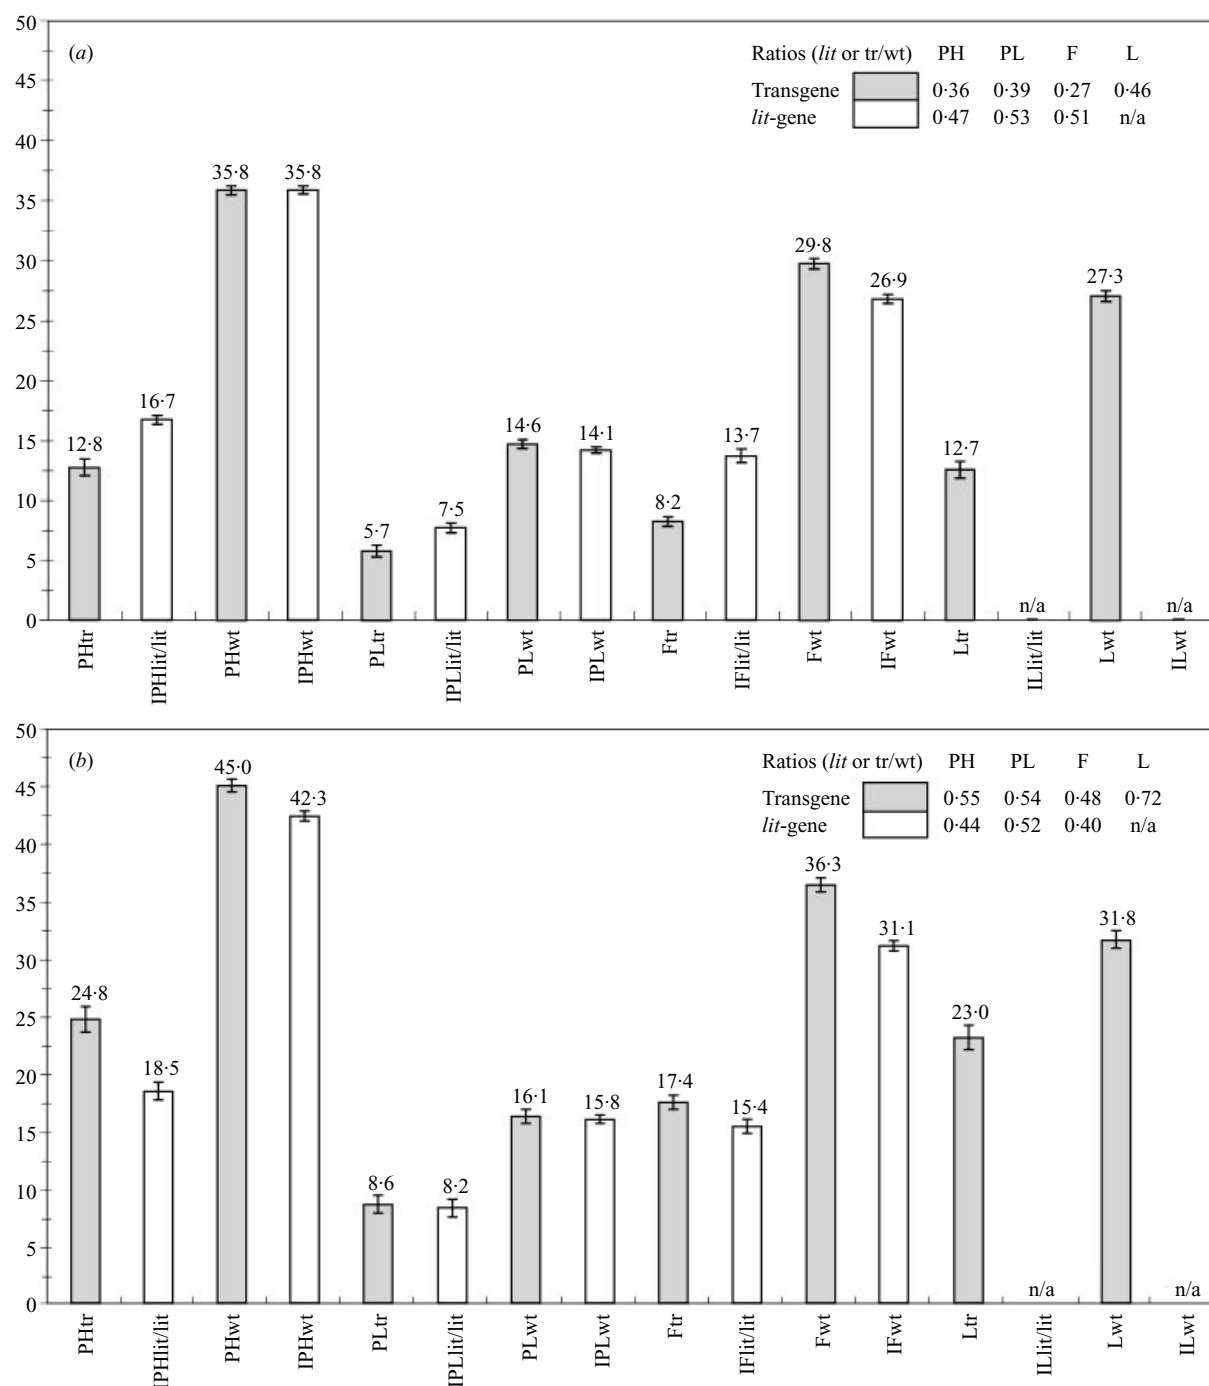 (a)
Ratios (lit or tr/wt) PH PL F L
Transgene 0·36 0·39 0·27 0·46
lit-gene 0·47 0·53 0·51 n/a
50
45
40
35
30
25
20
15
10
5
0
12·8
16·7
35·8
35·8
5·7
7·5
14·6
14·1
8·2
13·7
29·8
26·9
12·7
n/a
27·3
n/a
PHtr
IPHlit/lit
PHwt
IPHwt
PLtr
IPLlit/lit
PLwt
IPLwt
Ftr
IFlit/lit
Fwt
IFwt
Ltr
ILlit/lit
Lwt
ILwt
(b)
Ratios (lit or tr/wt) PH PL F L
Transgene 0·55 0·54 0·48 0·72
lit-gene 0·44 0·52 0·40 n/a
50
45
40
35
30
25
20
15
10
5
0
24·8
18·5
45·0
42·3
8·6
8·2
16·1
15·8
17·4
15·4
36·3
31·1
23·0
n/a
31·8
n/a
PHtr
IPHlit/lit
PHwt
IPHwt
PLtr
IPLlit/lit
PLwt
IPLwt
Ftr
IFlit/lit
Fwt
IFwt
Ltr
ILlit/lit
Lwt
ILwt